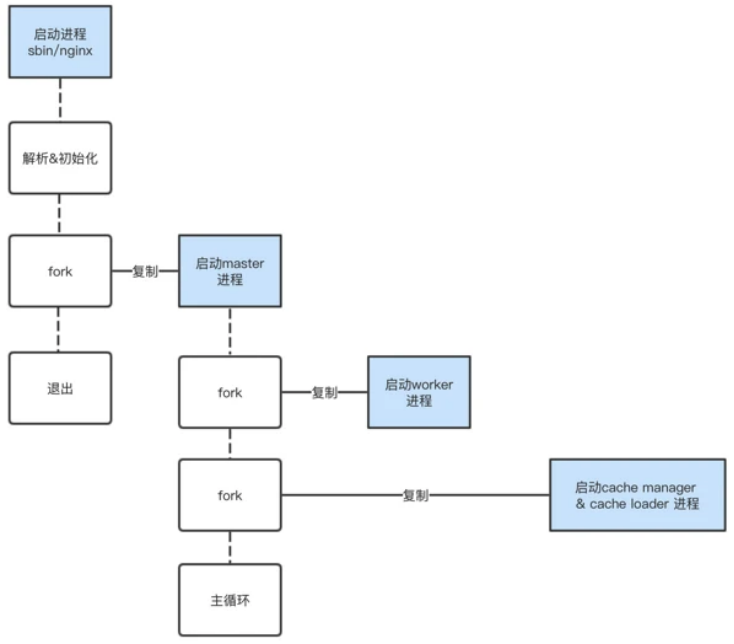 启动进程
sbin/nginx
解析&初始化
fork
复制
启动master
进程
退出
fork
复制
启动worker
进程
fork
复制
启动cache manager
& cache loader 进程
主循环